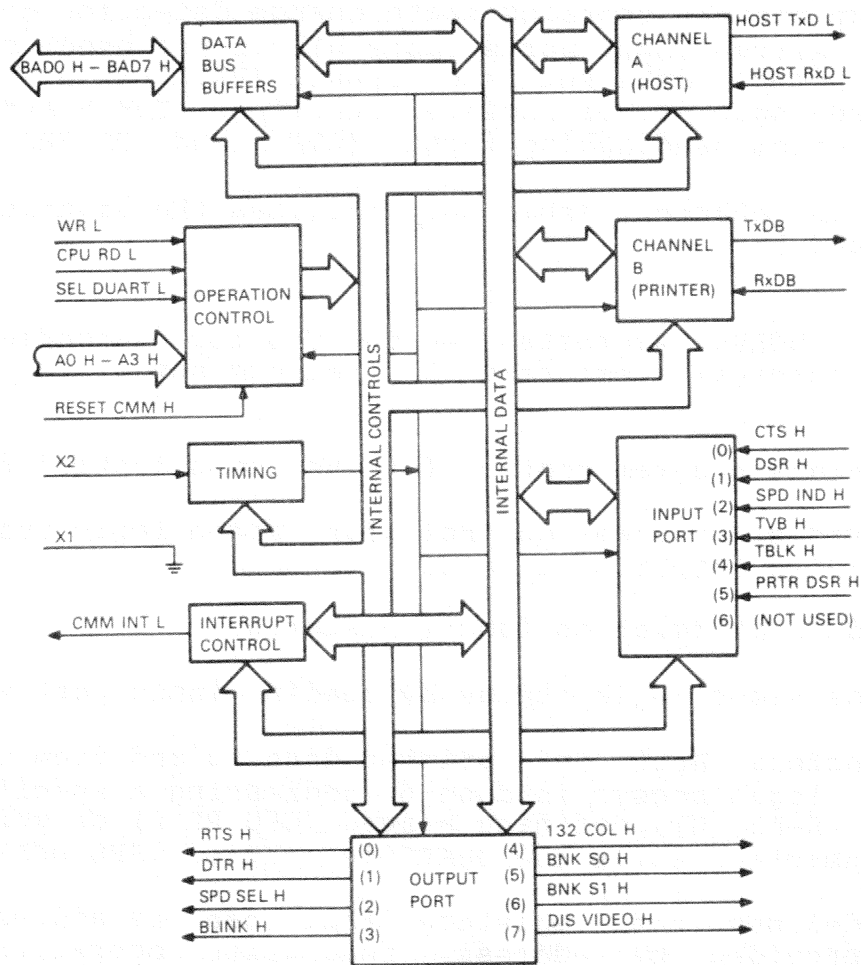 BAD0 H – BAD7 H
DATA
BUS
BUFFERS
CHANNEL
A
(HOST)
HOST TxD L
HOST RxD L
WR L
CPU RD L
SEL DUART L
A0 H – A3 H
RESET CMM H
OPERATION
CONTROL
CHANNEL
B
(PRINTER)
TxDB
RxDB
INTERNAL CONTROLS
INTERNAL DATA
X2
TIMING
X1
CMM INT L
INTERRUPT
CONTROL
INPUT
PORT
(0) CTS H
(1) DSR H
(2) SPD IND H
(3) TVB H
(4) TBLK H
(5) PRTR DSR H
(6) (NOT USED)
OUTPUT
PORT
RTS H (0)
DTR H (1)
SPD SEL H (2)
BLINK H (3)
(4) 132 COL H
(5) BNK S0 H
(6) BNK S1 H
(7) DIS VIDEO H